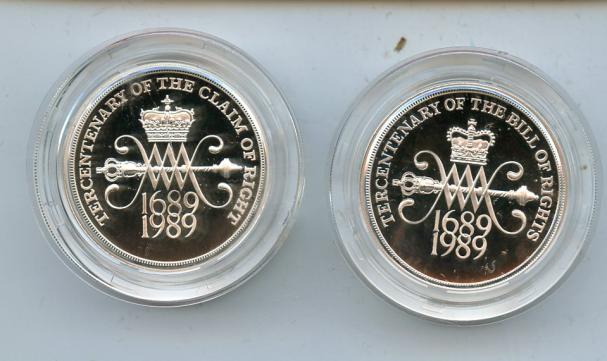 TERCENTENARY OF THE CLAIM OF RIGHT
1689
1989
TERCENTENARY OF THE BILL OF RIGHTS
1689
1989